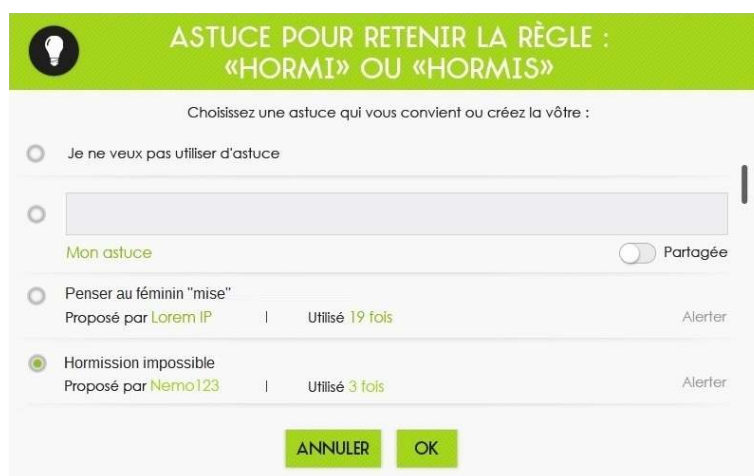 ASTUCE POUR RETENIR LA RÈGLE :
«HORMI» OU «HORMIS»
Choisissez une astuce qui vous convient ou créez la vôtre :
Je ne veux pas utiliser d'astuce
Mon astuce Partagée
Penser au féminin "mise"
Proposé par Lorem IP | Utilisé 19 fois Alerter
Hormission impossible
Proposé par Nemo123 | Utilisé 3 fois Alerter
ANNULER OK